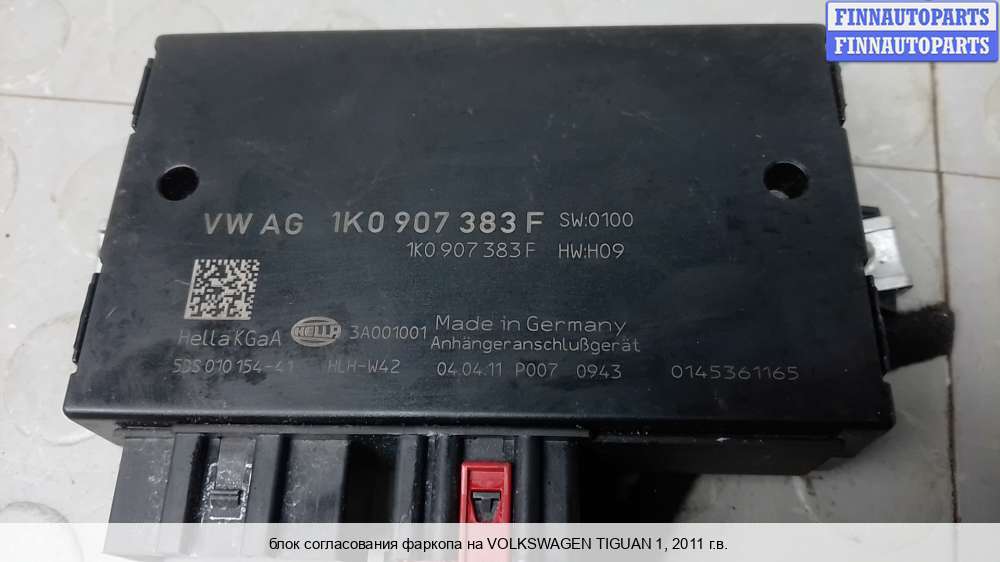 FINNAUTOPARTS
FINNAUTOPARTS
VW AG 1K0 907 383 F SW:0100
1K0 907 383 F HW:H09
Hella KGaA HELLA 3A001001 Made in Germany
Anhängeranschlußgerät
5DS 010 154-41 HLH-W42 04.04.11 P007 0943 0145361165
блок согласования фаркопа на VOLKSWAGEN TIGUAN 1, 2011 г.в.